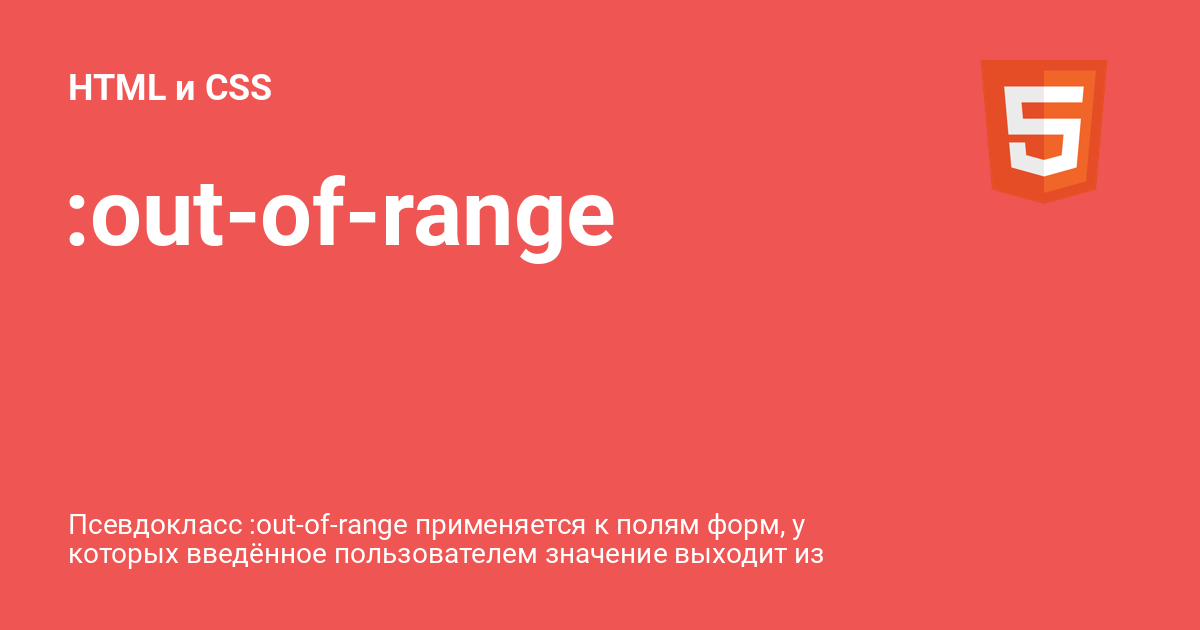 HTML и CSS
:out-of-range
Псевдокласс :out-of-range применяется к полям форм, у
которых введённое пользователем значение выходит из